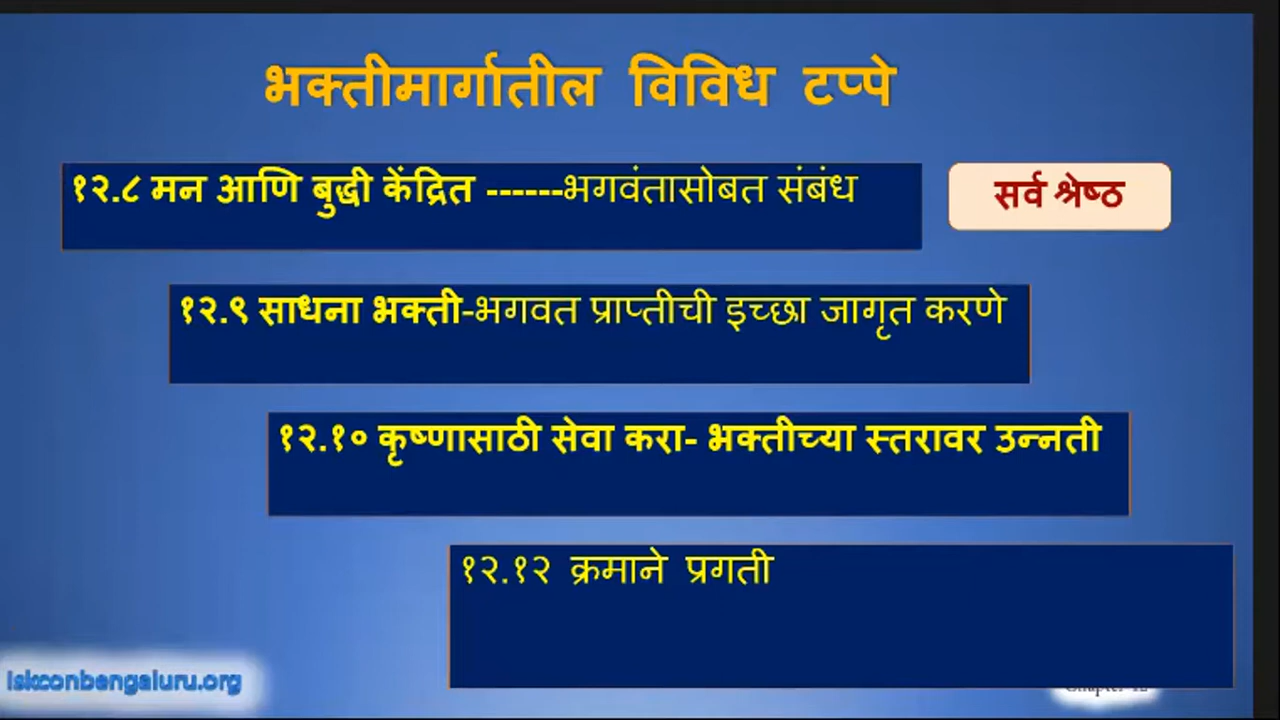 भक्तीमार्गातील विविध टप्पे
१२.८ मन आणि बुद्धी केंद्रित ------भगवंतासोबत संबंध
सर्व श्रेष्ठ
१२.९ साधना भक्ती-भगवत प्राप्तीची इच्छा जागृत करणे
१२.१० कृष्णासाठी सेवा करा- भक्तीच्या स्तरावर उन्नती
१२.१२ क्रमाने प्रगती
Iskconbengaluru.org